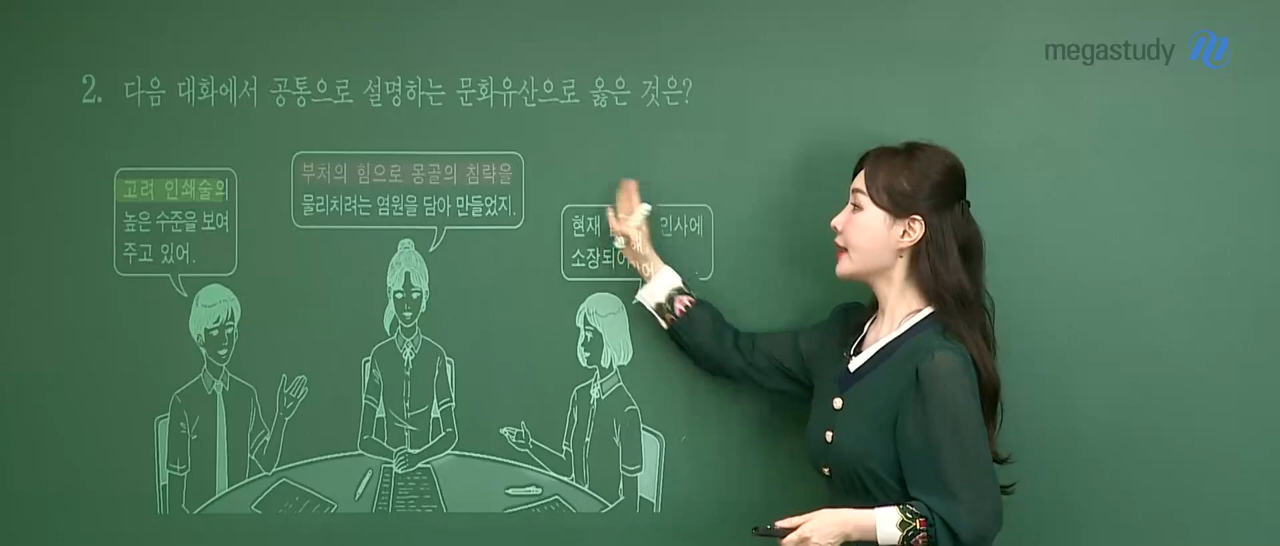 megastudy
2. 다음 대화에서 공통으로 설명하는 문화유산으로 옳은 것은?
고려 인쇄술의
높은 수준을 보여
주고 있어.
부처의 힘으로 몽골의 침략을
물리치려는 염원을 담아 만들었지.
현재 인사에
소장되어